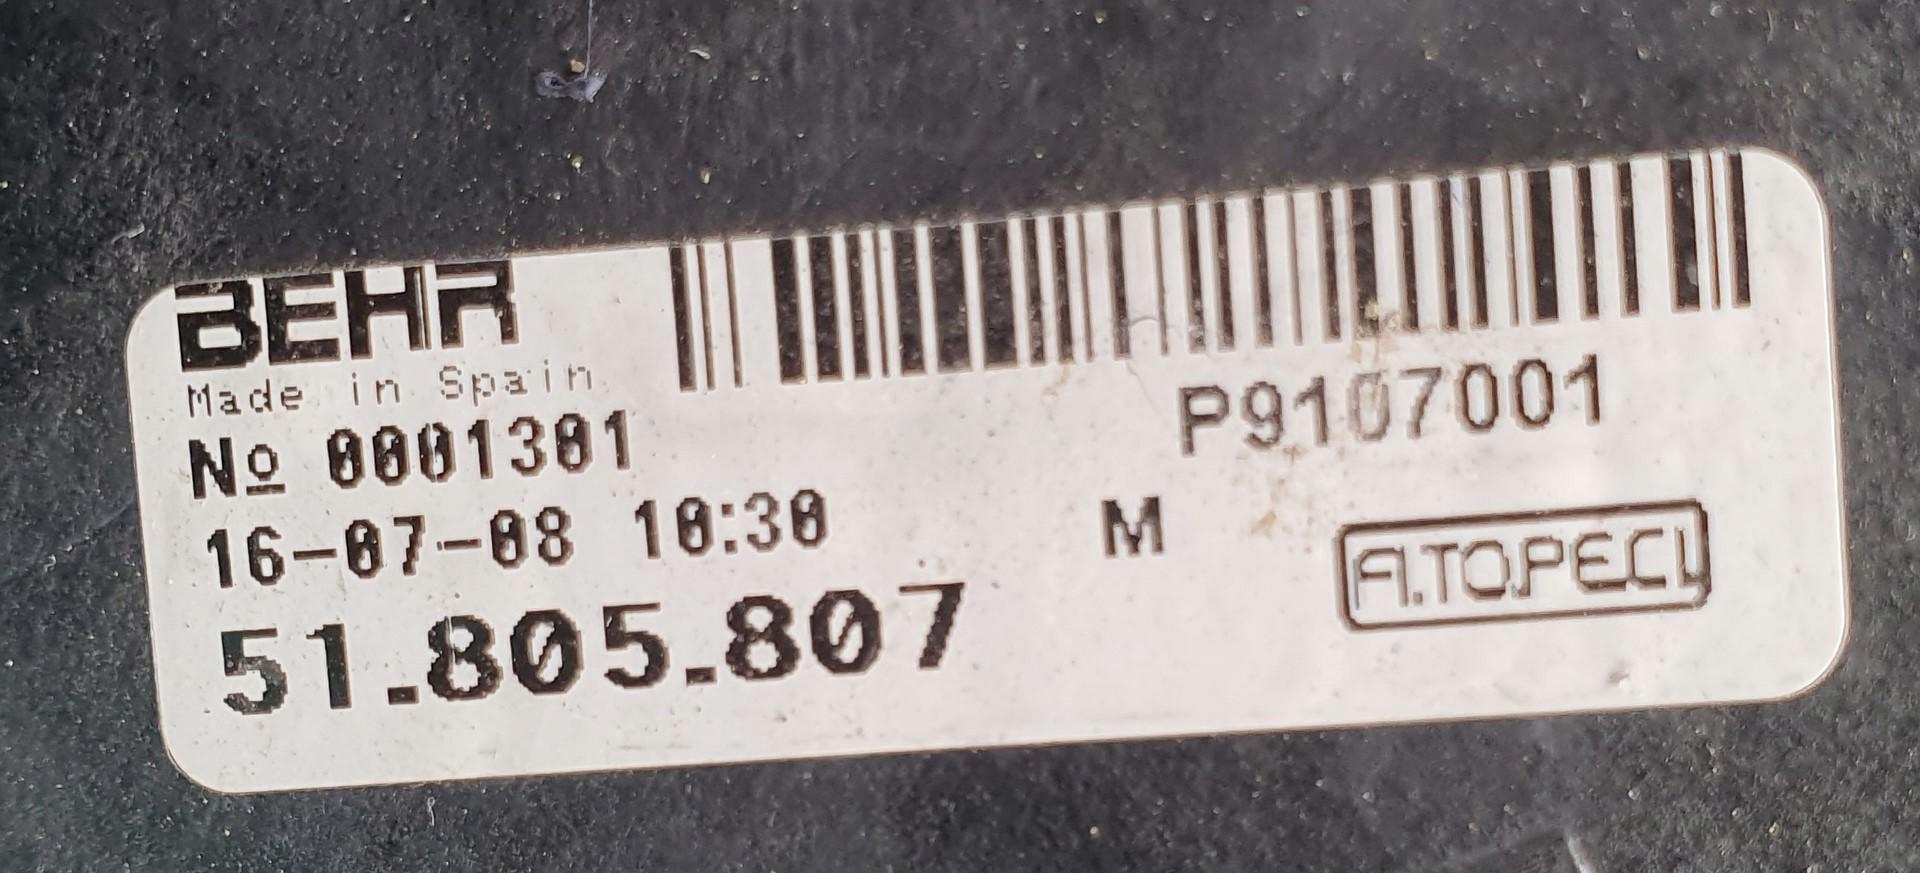 BEHR
Made in Spain
Nº 0001301
P9107001
16-07-08 10:30
M
A.TO.PECI.
51.805.807